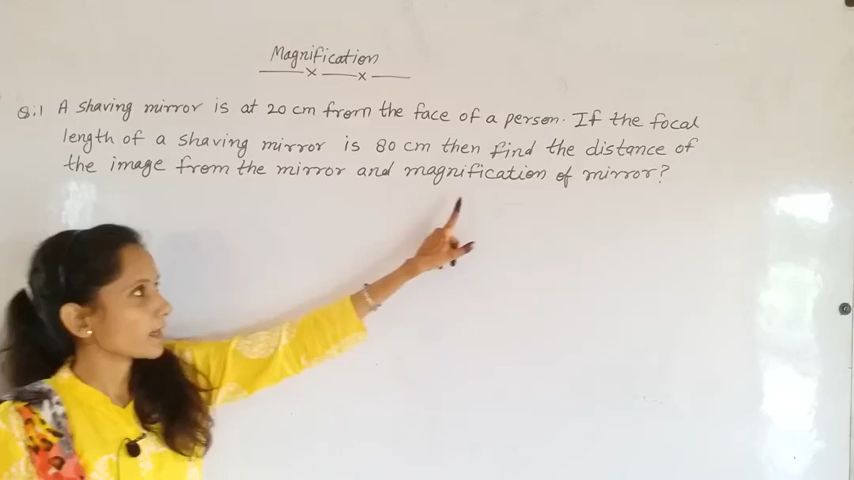 Magnification
Q.1 A shaving mirror is at 20 cm from the face of a person. If the focal
length of a shaving mirror is 80 cm then find the distance of
the image from the mirror and magnification of mirror?